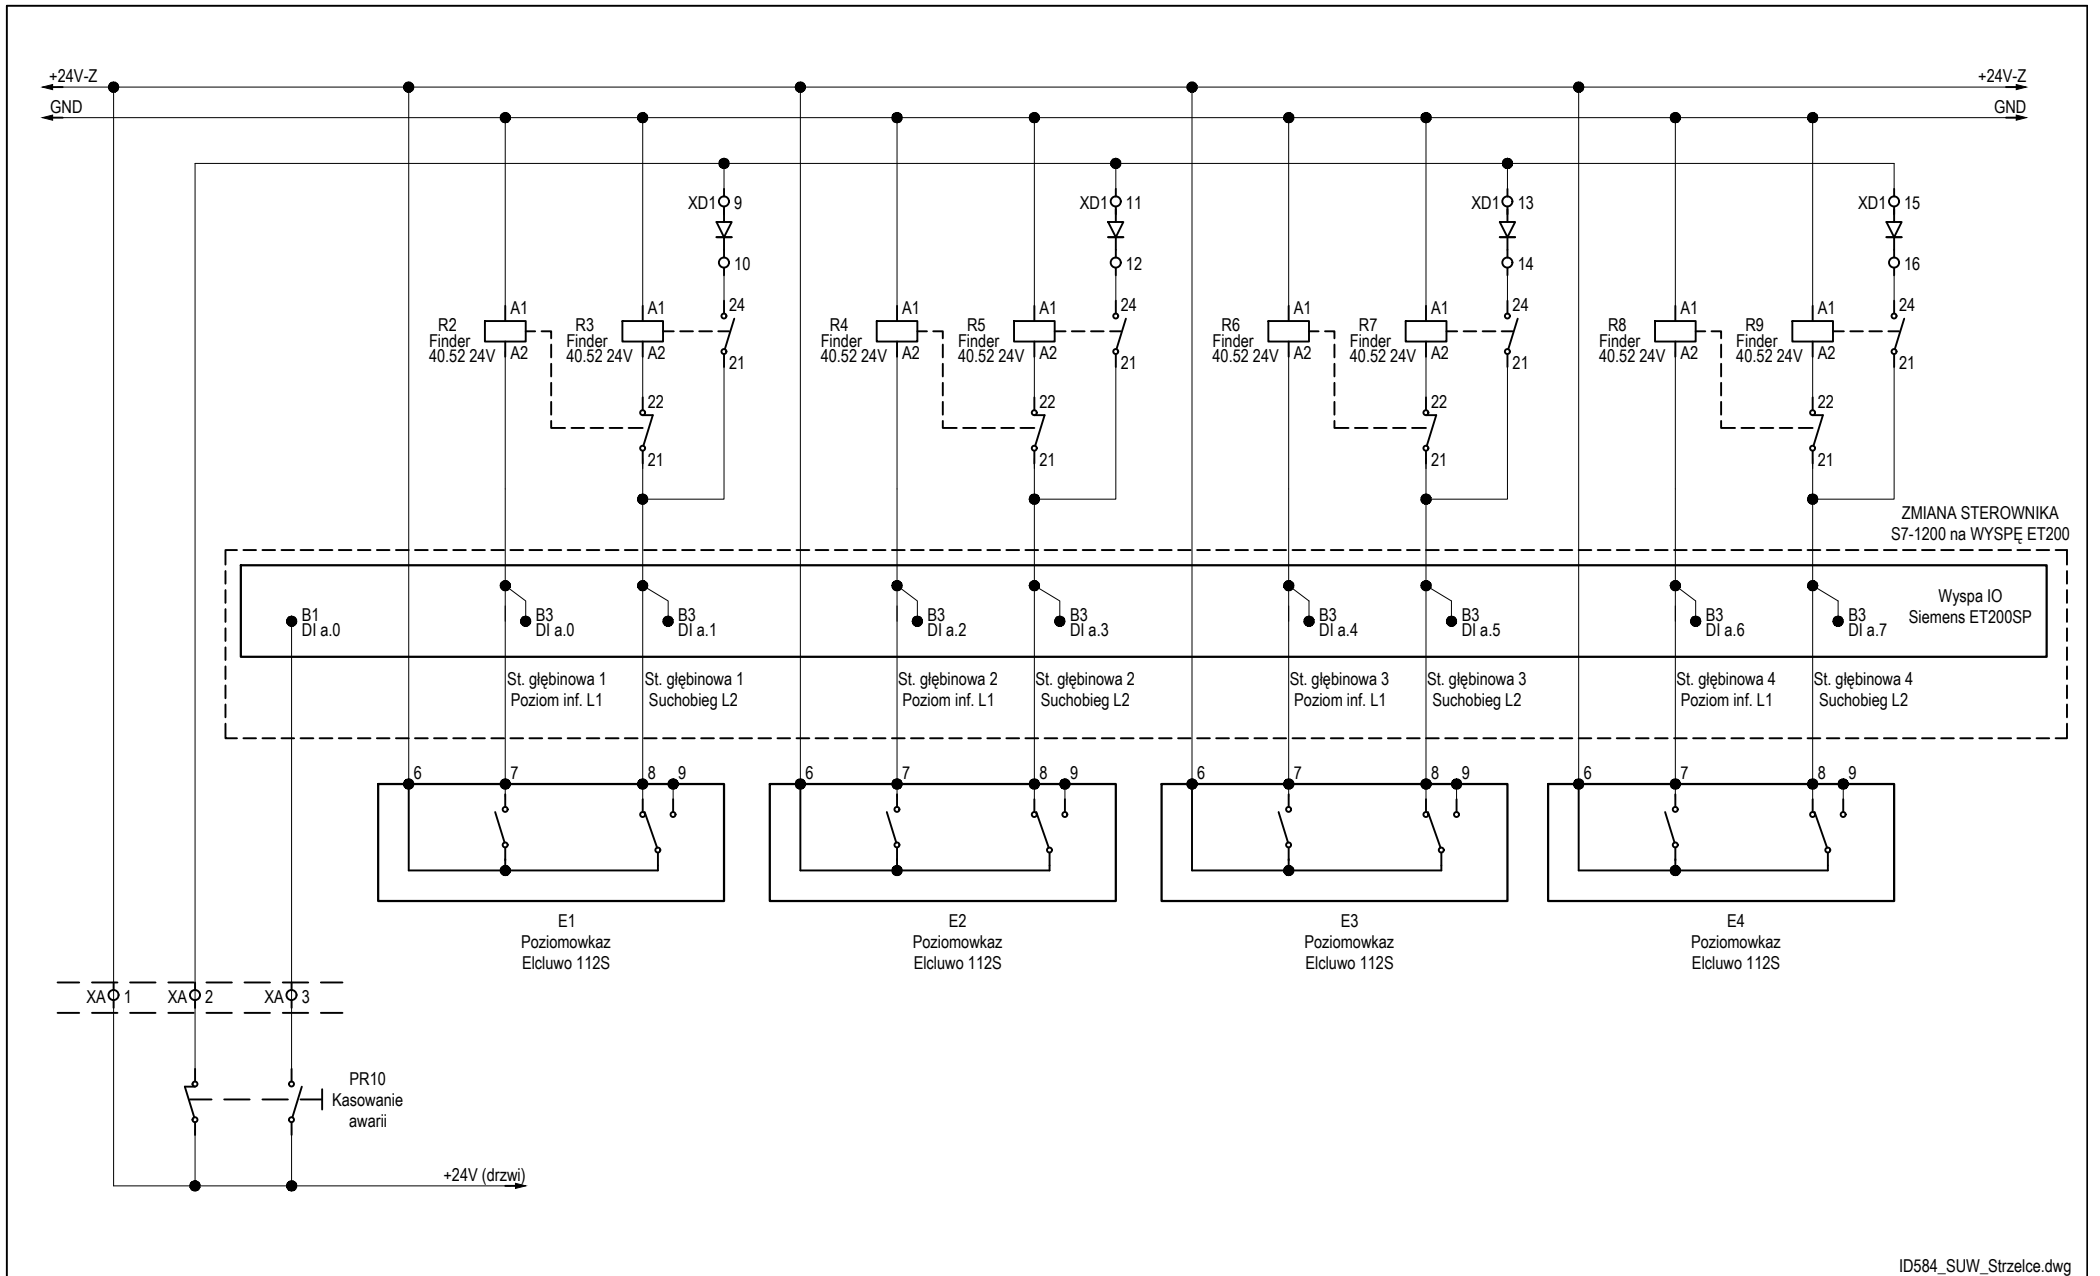 +24V-Z
+24V-Z
GND
GND
XD1 9
XD1 11
XD1 13
XD1 15
10
12
14
16
A1
A1
24
A1
A1
24
A1
A1
24
A1
A1
24
R2
Finder
40.52 24V
R3
Finder
40.52 24V
R4
Finder
40.52 24V
R5
Finder
40.52 24V
R6
Finder
40.52 24V
R7
Finder
40.52 24V
R8
Finder
40.52 24V
R9
Finder
40.52 24V
A2
A2
21
A2
A2
21
A2
A2
21
A2
A2
21
22
22
22
22
21
21
21
21
ZMIANA STEROWNIKA
S7-1200 na WYSPĘ ET200
Wyspa IO
Siemens ET200SP
B1
DI a.0
B3
DI a.0
B3
DI a.1
B3
DI a.2
B3
DI a.3
B3
DI a.4
B3
DI a.5
B3
DI a.6
B3
DI a.7
St. głębinowa 1
Poziom inf. L1
St. głębinowa 1
Suchobieg L2
St. głębinowa 2
Poziom inf. L1
St. głębinowa 2
Suchobieg L2
St. głębinowa 3
Poziom inf. L1
St. głębinowa 3
Suchobieg L2
St. głębinowa 4
Poziom inf. L1
St. głębinowa 4
Suchobieg L2
6 7 8 9
6 7 8 9
6 7 8 9
6 7 8 9
E1
Poziomowkaz
Elcluwo 112S
E2
Poziomowkaz
Elcluwo 112S
E3
Poziomowkaz
Elcluwo 112S
E4
Poziomowkaz
Elcluwo 112S
XA 1
XA 2
XA 3
PR10
Kasowanie
awarii
+24V (drzwi)
ID584_SUW_Strzelce.dwg